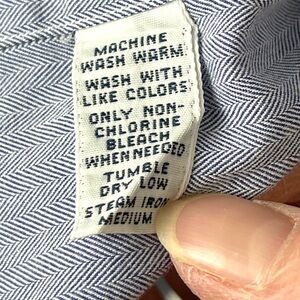 MACHINE
WASH WARM
WASH WITH
LIKE COLORS
ONLY NON-
CHLORINE
BLEACH
WHEN NEEDED
TUMBLE
DRY LOW
STEAM IRON
MEDIUM